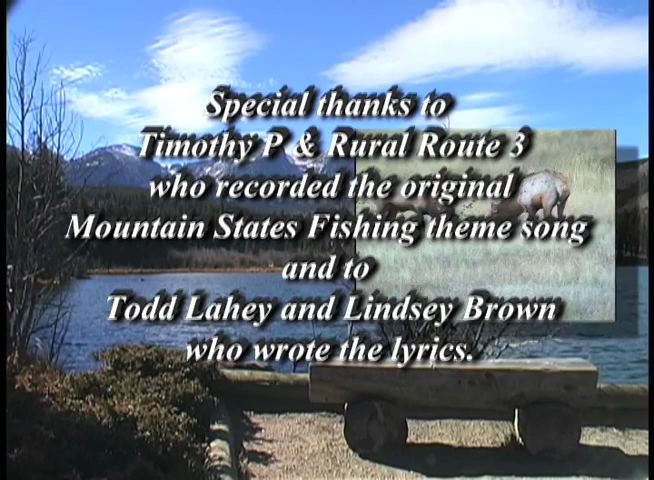 Special thanks to
Timothy P & Rural Route 3
who recorded the original
Mountain States Fishing theme song
and to
Todd Lahey and Lindsey Brown
who wrote the lyrics.